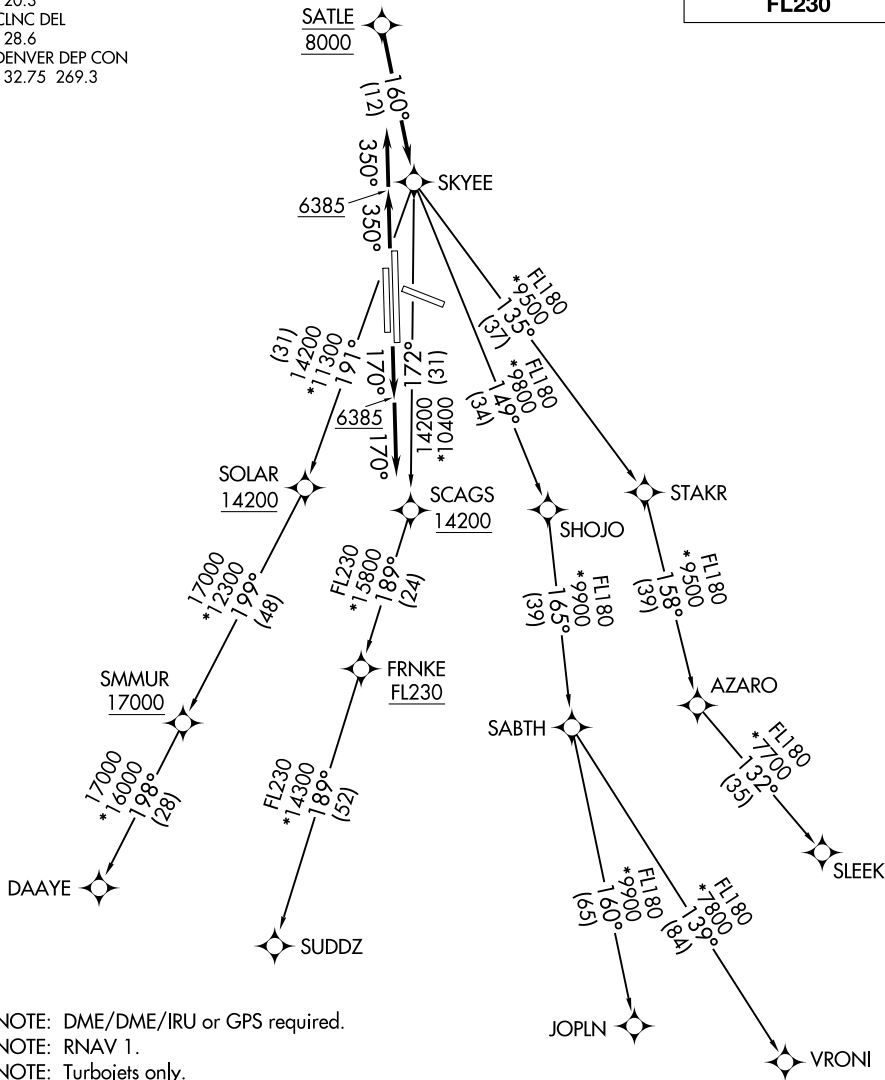 20.3
CLNC DEL
28.6
DENVER DEP CON
32.75 269.3
FL230
SATLE
8000
160°
(12)
350°
SKYEE
6385
350°
FL180
*9500
135°
(37)
(31)
14200
*11300
191°
170°
172°
(31)
FL180
*9800
149°
(34)
6385
170°
14200
*10400
SOLAR
14200
SCAGS
14200
SHOJO
STAKR
17000
*12300
199°
(48)
FL230
*15800
189°
(24)
FL180
*9900
165°
(39)
FL180
*9500
158°
(39)
SMMUR
17000
FRNKE
FL230
SABTH
AZARO
17000
*16000
198°
(28)
FL230
*14300
189°
(52)
FL180
*7700
132°
(35)
DAAYE
SUDDZ
FL180
*9900
160°
(65)
FL180
*7800
139°
(84)
SLEEK
JOPLN
VRONI
NOTE: DME/DME/IRU or GPS required.
NOTE: RNAV 1.
NOTE: Turbojets only.